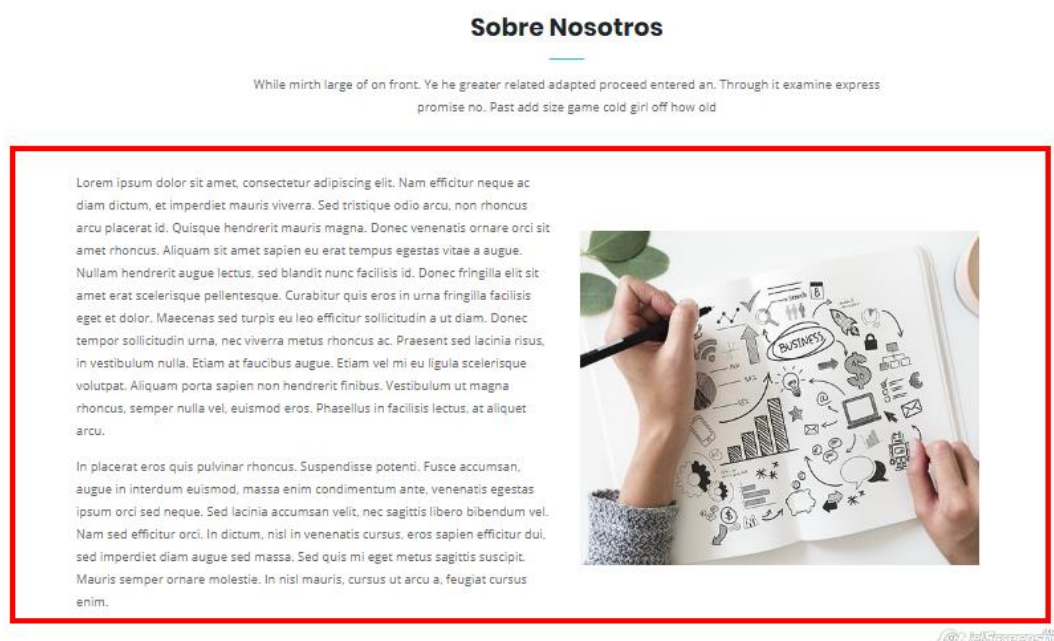 Sobre Nosotros
While mirth large of on front. Ye he greater related adapted proceed entered an. Through it examine express
promise no. Past add size game cold girl off how old
Lorem ipsum dolor sit amet, consectetur adipiscing elit. Nam efficitur neque ac
diam dictum, et imperdiet mauris viverra. Sed tristique odio arcu, non rhoncus
arcu placerat id. Quisque hendrerit mauris magna. Donec venenatis ornare orci sit
amet rhoncus. Aliquam sit amet sapien eu erat tempus egestas vitae a augue.
Nullam hendrerit augue lectus, sed blandit nunc facilisis id. Donec fringilla elit sit
amet erat scelerisque pellentesque. Curabitur quis eros in urna fringilla facilisis
eget et dolor. Maecenas sed turpis eu leo efficitur sollicitudin a ut diam. Donec
tempor sollicitudin urna, nec viverra metus rhoncus ac. Praesent sed lacinia risus,
in vestibulum nulla. Etiam at faucibus augue. Etiam vel mi eu ligula scelerisque
volutpat. Aliquam porta sapien non hendrerit finibus. Vestibulum ut magna
rhoncus, semper nulla vel, euismod eros. Phasellus in facilisis lectus, at aliquet
arcu.
In placerat eros quis pulvinar rhoncus. Suspendisse potenti. Fusce accumsan,
augue in interdum euismod, massa enim condimentum ante, venenatis egestas
ipsum orci sed neque. Sed lacinia accumsan velit, nec sagittis libero bibendum vel.
Nam sed efficitur orci. In dictum, nisl in venenatis cursus, eros sapien efficitur dui,
sed imperdiet diam augue sed massa. Sed quis mi eget metus sagittis suscipit.
Mauris semper ornare molestie. In nisl mauris, cursus ut arcu a, feugiat cursus
enim.
Search
BUSINESS